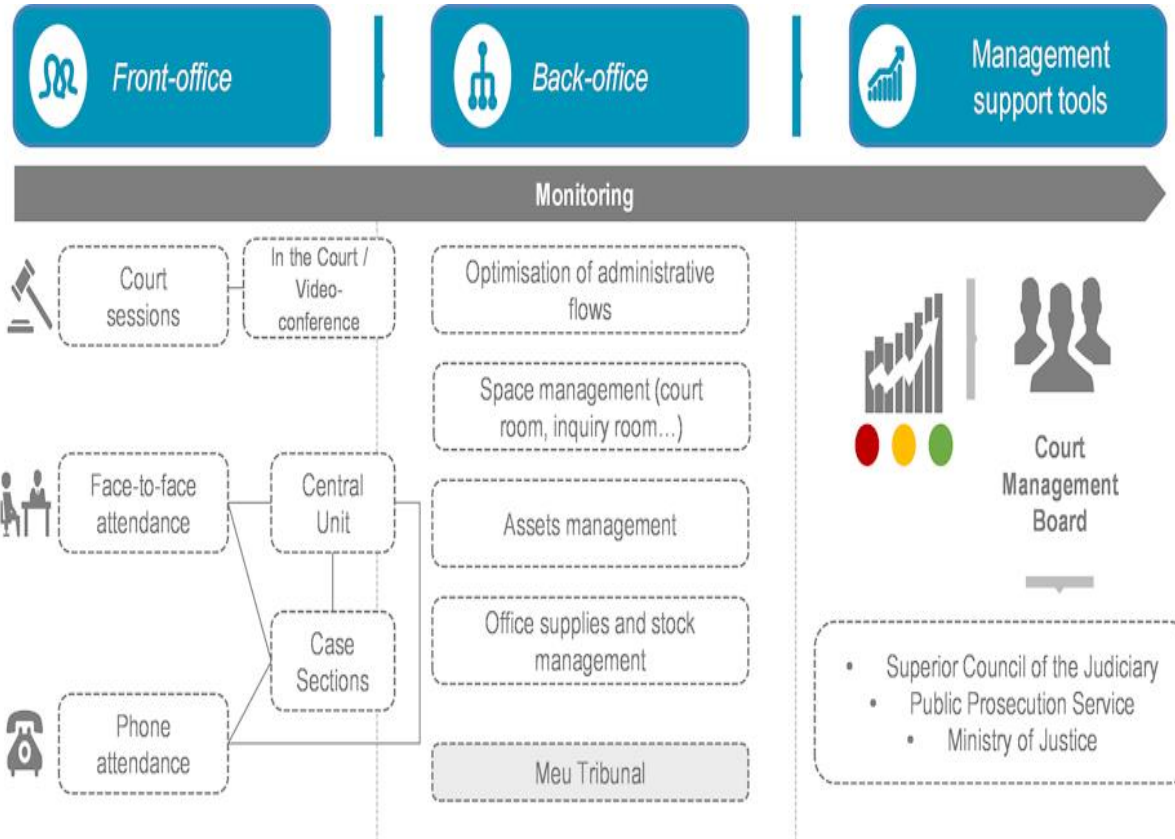 Front-office
Back-office
Management
support tools
Monitoring
Court
sessions
In the Court /
Video-
conference
Face-to-face
attendance
Central
Unit
Case
Sections
Phone
attendance
Optimisation of administrative
flows
Space management (court
room, inquiry room…)
Assets management
Office supplies and stock
management
Meu Tribunal
Court
Management
Board
• Superior Council of the Judiciary
• Public Prosecution Service
• Ministry of Justice